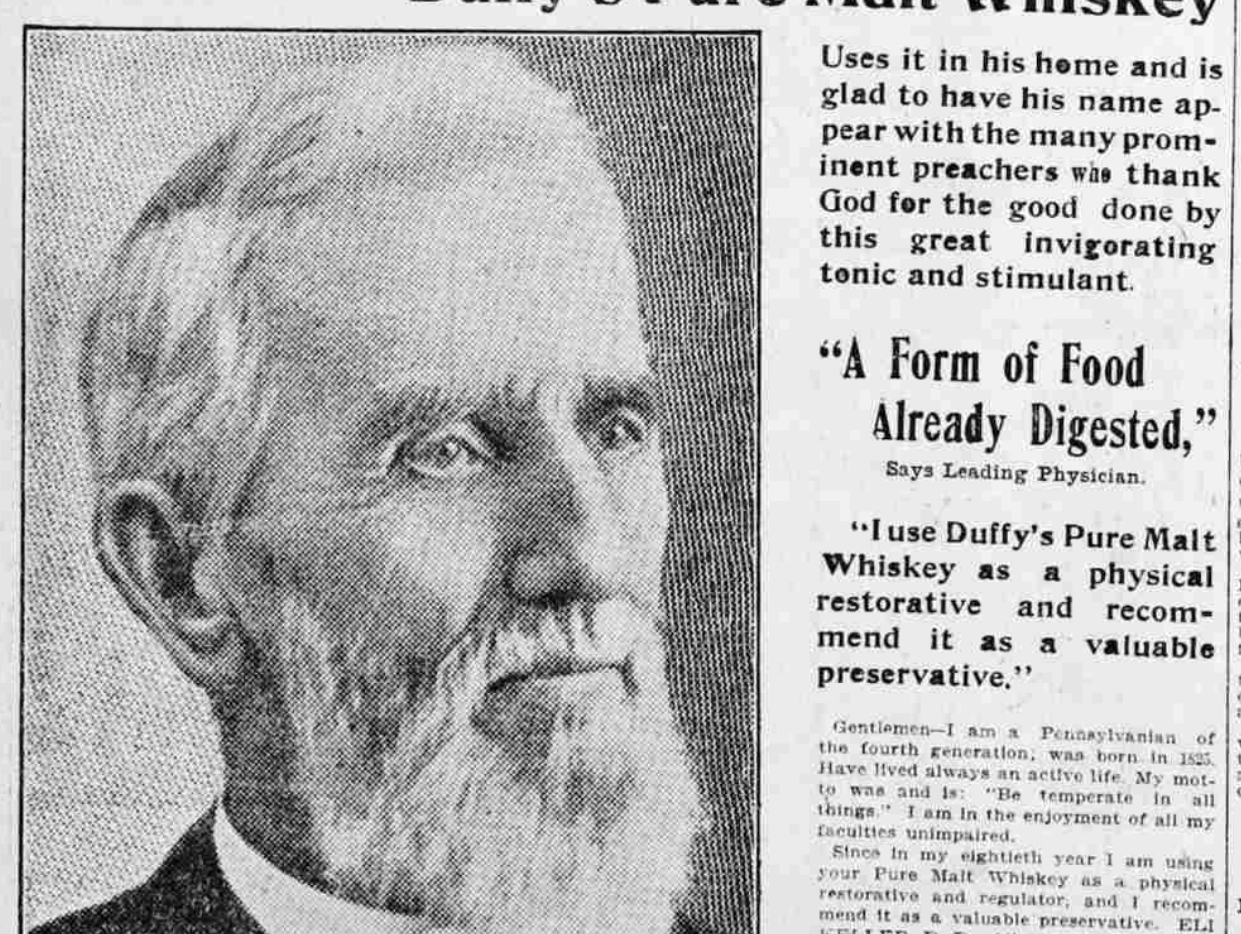 Duffy's Pure Malt Whiskey
Uses it in his home and is
glad to have his name ap-
pear with the many prom-
inent preachers who thank
God for the good done by
this great invigorating
tonic and stimulant.
“A Form of Food
Already Digested,”
Says Leading Physician.
“I use Duffy's Pure Malt
Whiskey as a physical
restorative and recom-
mend it as a valuable
preservative.”
Gentlemen—I am a Pennsylvanian of
the fourth generation; was born in 1825.
Have lived always an active life. My mot-
to was and is: "Be temperate in all
things." I am in the enjoyment of all my
faculties unimpaired.
Since in my eightieth year I am using
your Pure Malt Whiskey as a physical
restorative and regulator, and I recom-
mend it as a valuable preservative. ELI